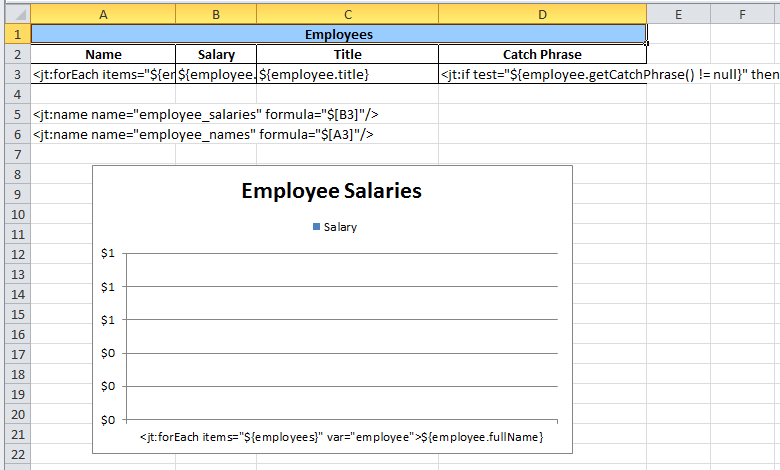 A B C D E F
1 Employees
2 Name Salary Title Catch Phrase
3 <jt:forEach items="${er ${employee. ${employee.title} <jt:if test="${employee.getCatchPhrase() != null}" then
4
5 <jt:name name="employee_salaries" formula="$[B3]"/>
6 <jt:name name="employee_names" formula="$[A3]"/>
7
8
9 Employee Salaries
10
11 Salary
12 $1
13
14 $1
15
16 $1
17 $0
18
19 $0
20
21 $0
<jt:forEach items="${employees}" var="employee">${employee.fullName}
22